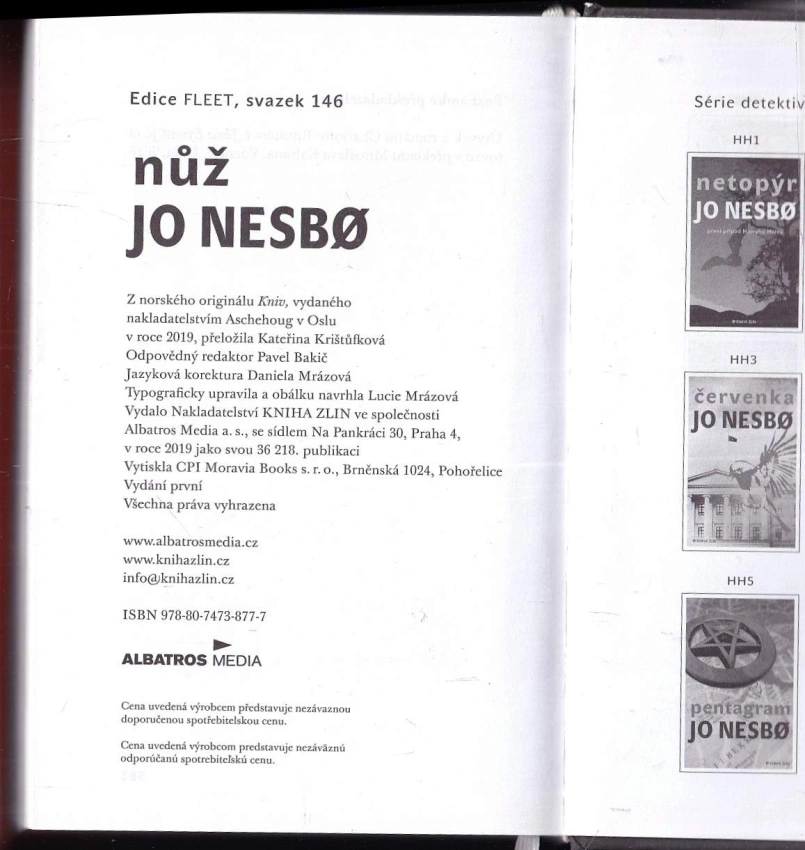 Edice FLEET, svazek 146
nůž
JO NESBØ
Z norského originálu Kniv, vydaného
nakladatelstvím Aschehoug v Oslu
v roce 2019, přeložila Kateřina Krištůfková
Odpovědný redaktor Pavel Bakič
Jazyková korektura Daniela Mrázová
Typograficky upravila a obálku navrhla Lucie Mrázová
Vydalo Nakladatelství KNIHA ZLIN ve společnosti
Albatros Media a. s., se sídlem Na Pankráci 30, Praha 4,
v roce 2019 jako svou 36 218. publikaci
Vytiskla CPI Moravia Books s. r. o., Brněnská 1024, Pohořelice
Vydání první
Všechna práva vyhrazena
www.albatrosmedia.cz
www.knihazlin.cz
info@knihazlin.cz
ISBN 978-80-7473-877-7
ALBATROS MEDIA
Cena uvedená výrobcem představuje nezávaznou
doporučenou spotřebitelskou cenu.
Cena uvedená výrobcom predstavuje nezáväznú
odporúčanú spotrebiteľskú cenu.
Série detektiv
HH1
netopýr
JO NESBØ
první případ Harryho Holea
HH3
červenka
JO NESBØ
HH5
pentagram
JO NESBØ